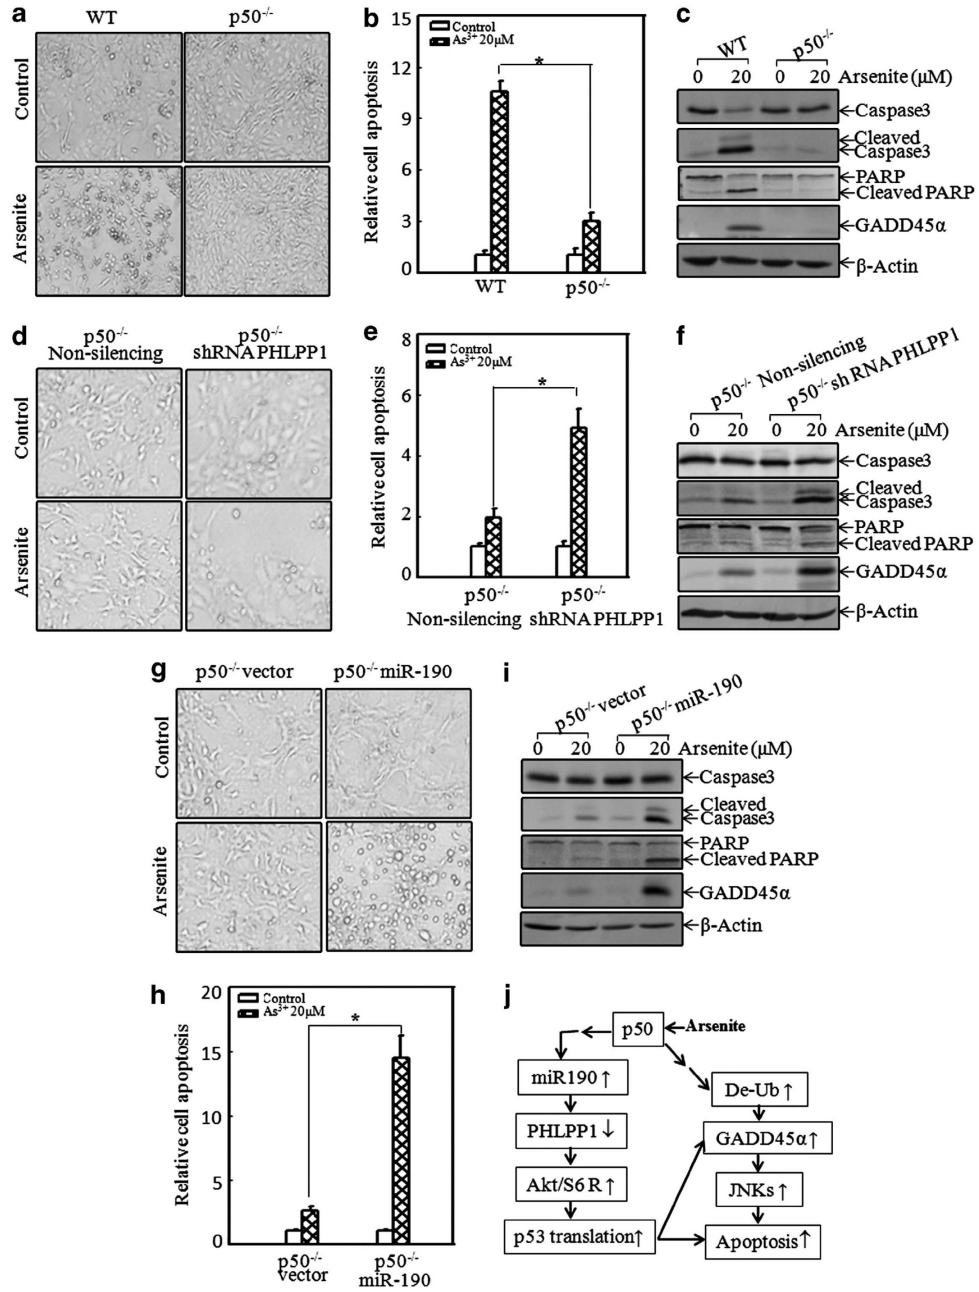 a
WT p50-/-
Control
Arsenite
b
15
12
9
6
3
0
Relative cell apoptosis
Control
As3+ 20μM
*
WT p50-/-
c
WT p50-/-
0 20 0 20 Arsenite (μM)
Caspase3
Cleaved
Caspase3
PARP
Cleaved PARP
GADD45α
β-Actin
d
p50-/- p50-/-
Non-silencing shRNA PHLPP1
Control
Arsenite
e
8
6
4
2
0
Relative cell apoptosis
Control
As3+ 20μM
*
p50-/- p50-/-
Non-silencing shRNA PHLPP1
f
p50-/- Non-silencing
p50-/- sh RNA PHLPP1
0 20 0 20 Arsenite (μM)
Caspase3
Cleaved
Caspase3
PARP
Cleaved PARP
GADD45α
β-Actin
g
p50-/- vector p50-/- miR-190
Control
Arsenite
i
p50-/- vector
p50-/- miR-190
0 20 0 20 Arsenite (μM)
Caspase3
Cleaved
Caspase3
PARP
Cleaved PARP
GADD45α
β-Actin
h
20
15
10
5
0
Relative cell apoptosis
Control
As3+ 20μM
*
p50-/- p50-/-
vector miR-190
j
p50 Arsenite
miR190 ↑
De-Ub ↑
PHLPP1 ↓
GADD45α ↑
Akt/S6 R ↑
JNKs ↑
p53 translation ↑
Apoptosis ↑